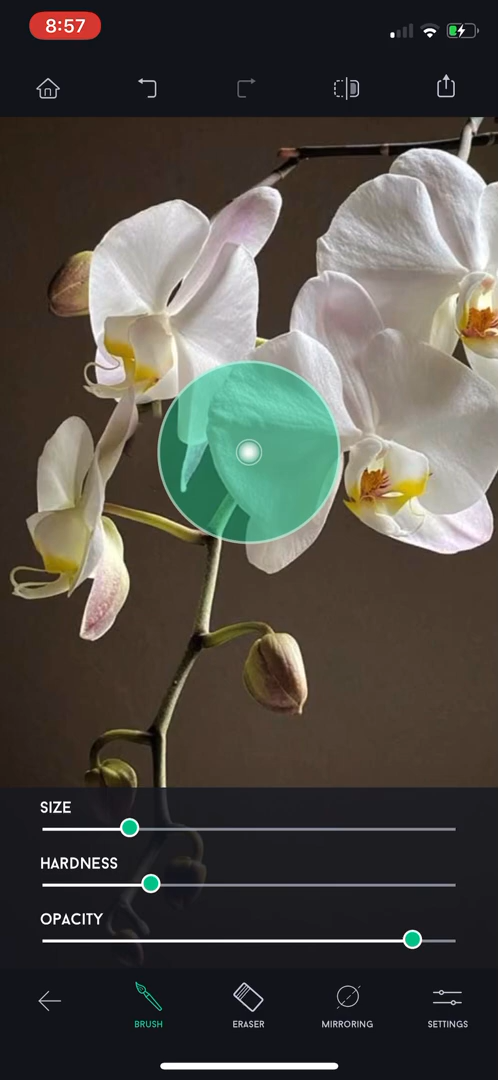 8:57
SIZE
HARDNESS
OPACITY
BRUSH
ERASER
MIRRORING
SETTINGS